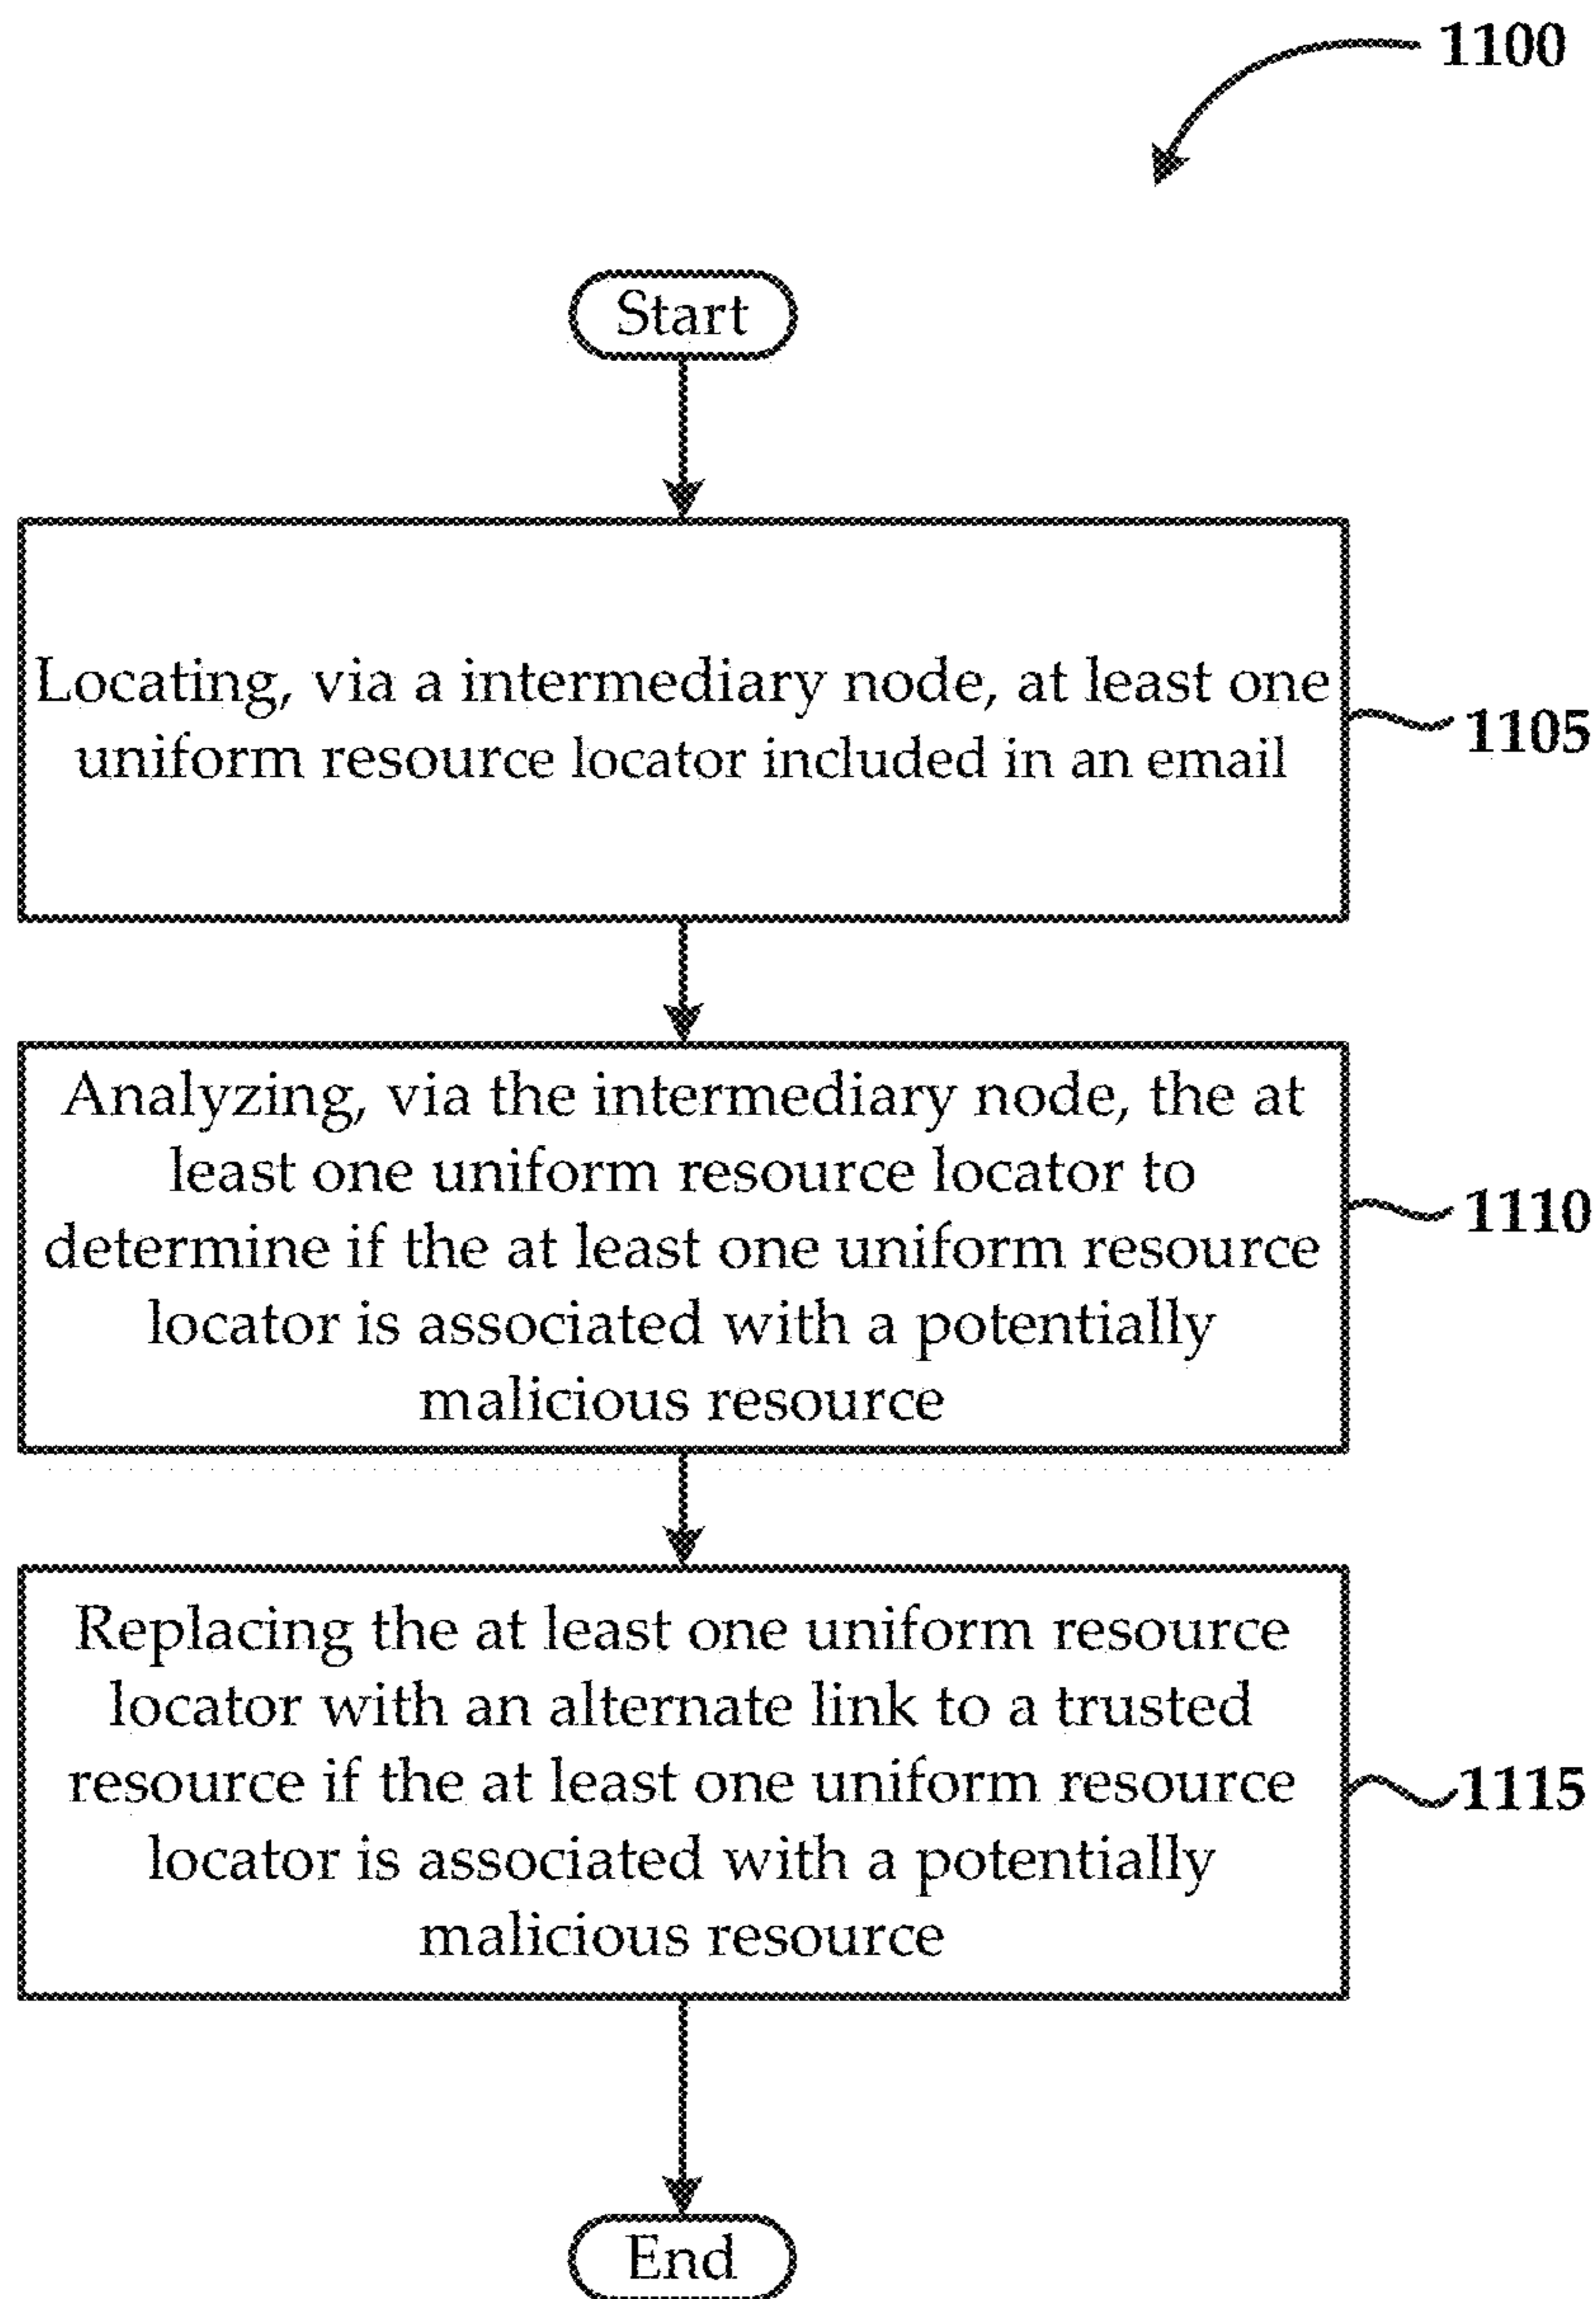 1100
Start
Locating, via a intermediary node, at least one
uniform resource locator included in an email
1105
Analyzing, via the intermediary node, the at
least one uniform resource locator to
determine if the at least one uniform resource
locator is associated with a potentially
malicious resource
1110
Replacing the at least one uniform resource
locator with an alternate link to a trusted
resource if the at least one uniform resource
locator is associated with a potentially
malicious resource
1115
End